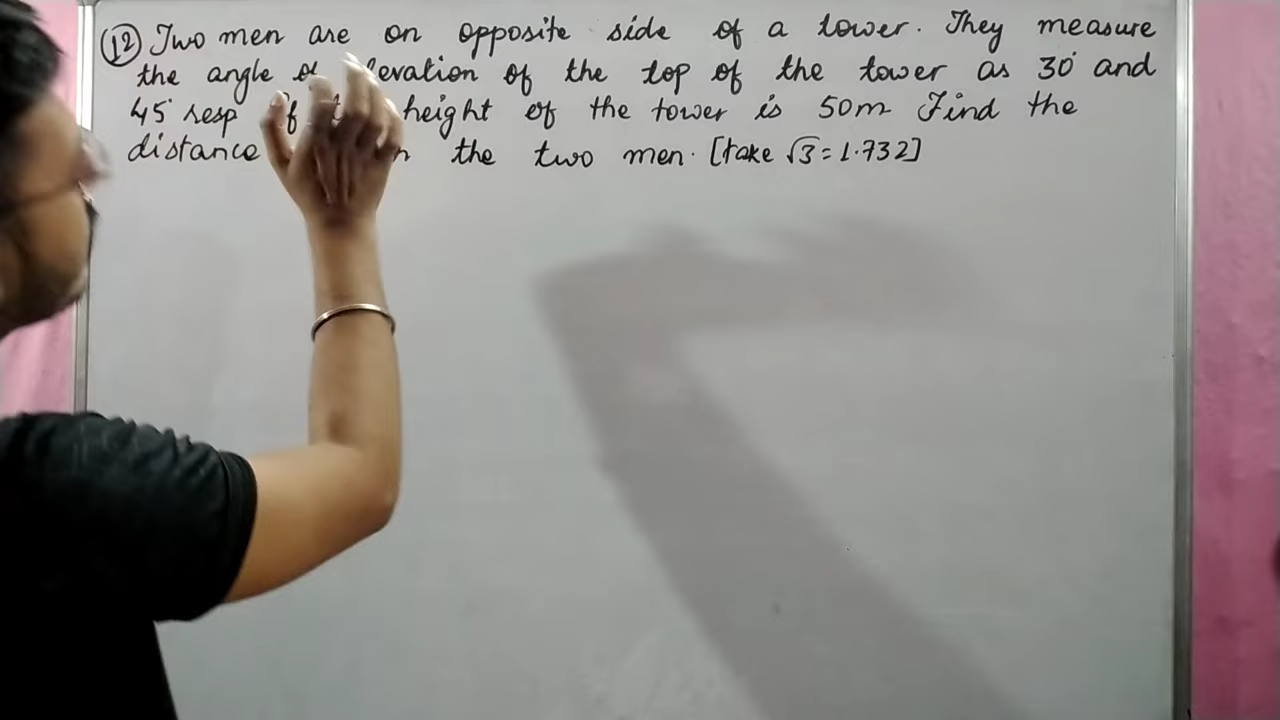 (12) Two men are on opposite side of a tower. They measure
the angle of levation of the top of the tower as 30° and
45° resp if height of the tower is 50m Find the
distance the two men. [take √3 = 1.732]